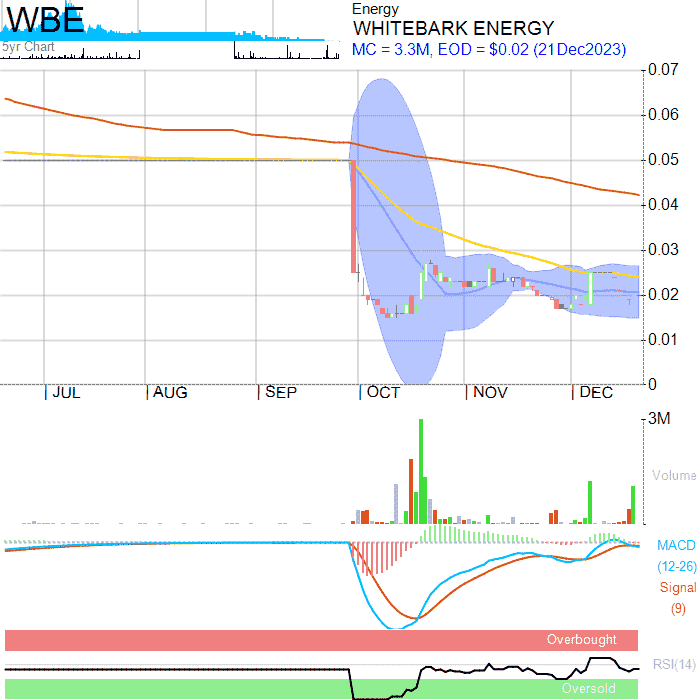 WBE
5yr Chart
Energy
WHITEBARK ENERGY
MC = 3.3M, EOD = $0.02 (21Dec2023)
0.07
0.06
0.05
0.04
0.03
0.02
0.01
0
JUL AUG SEP OCT NOV DEC
3M
Volume
MACD
(12-26)
Signal
(9)
Overbought
RSI(14)
Oversold